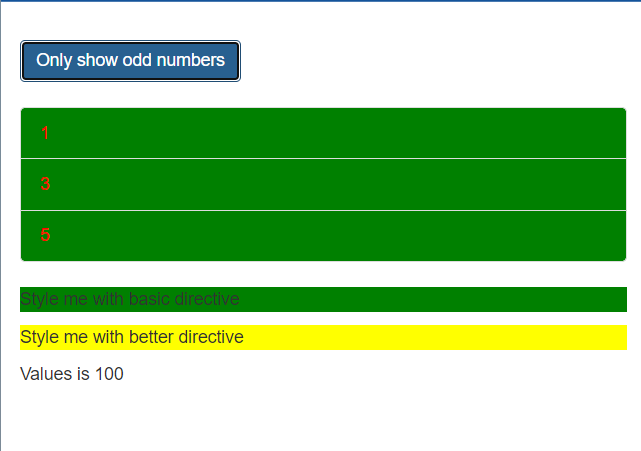 Only show odd numbers
1
3
5
Style me with basic directive
Style me with better directive
Values is 100